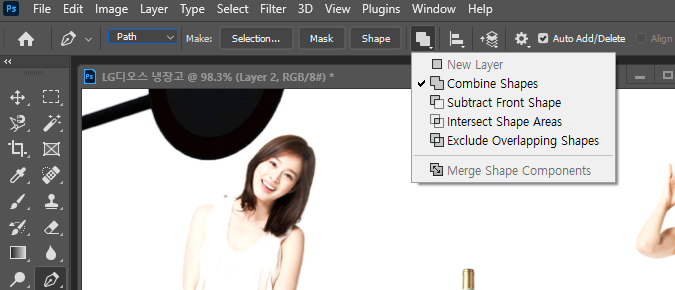 Ps File Edit Image Layer Type Select Filter 3D View Plugins Window Help
Path Make: Selection... Mask Shape Auto Add/Delete Align
Ps LG디오스 냉장고 @ 98.3% (Layer 2, RGB/8#) *
New Layer
Combine Shapes
Subtract Front Shape
Intersect Shape Areas
Exclude Overlapping Shapes
Merge Shape Components